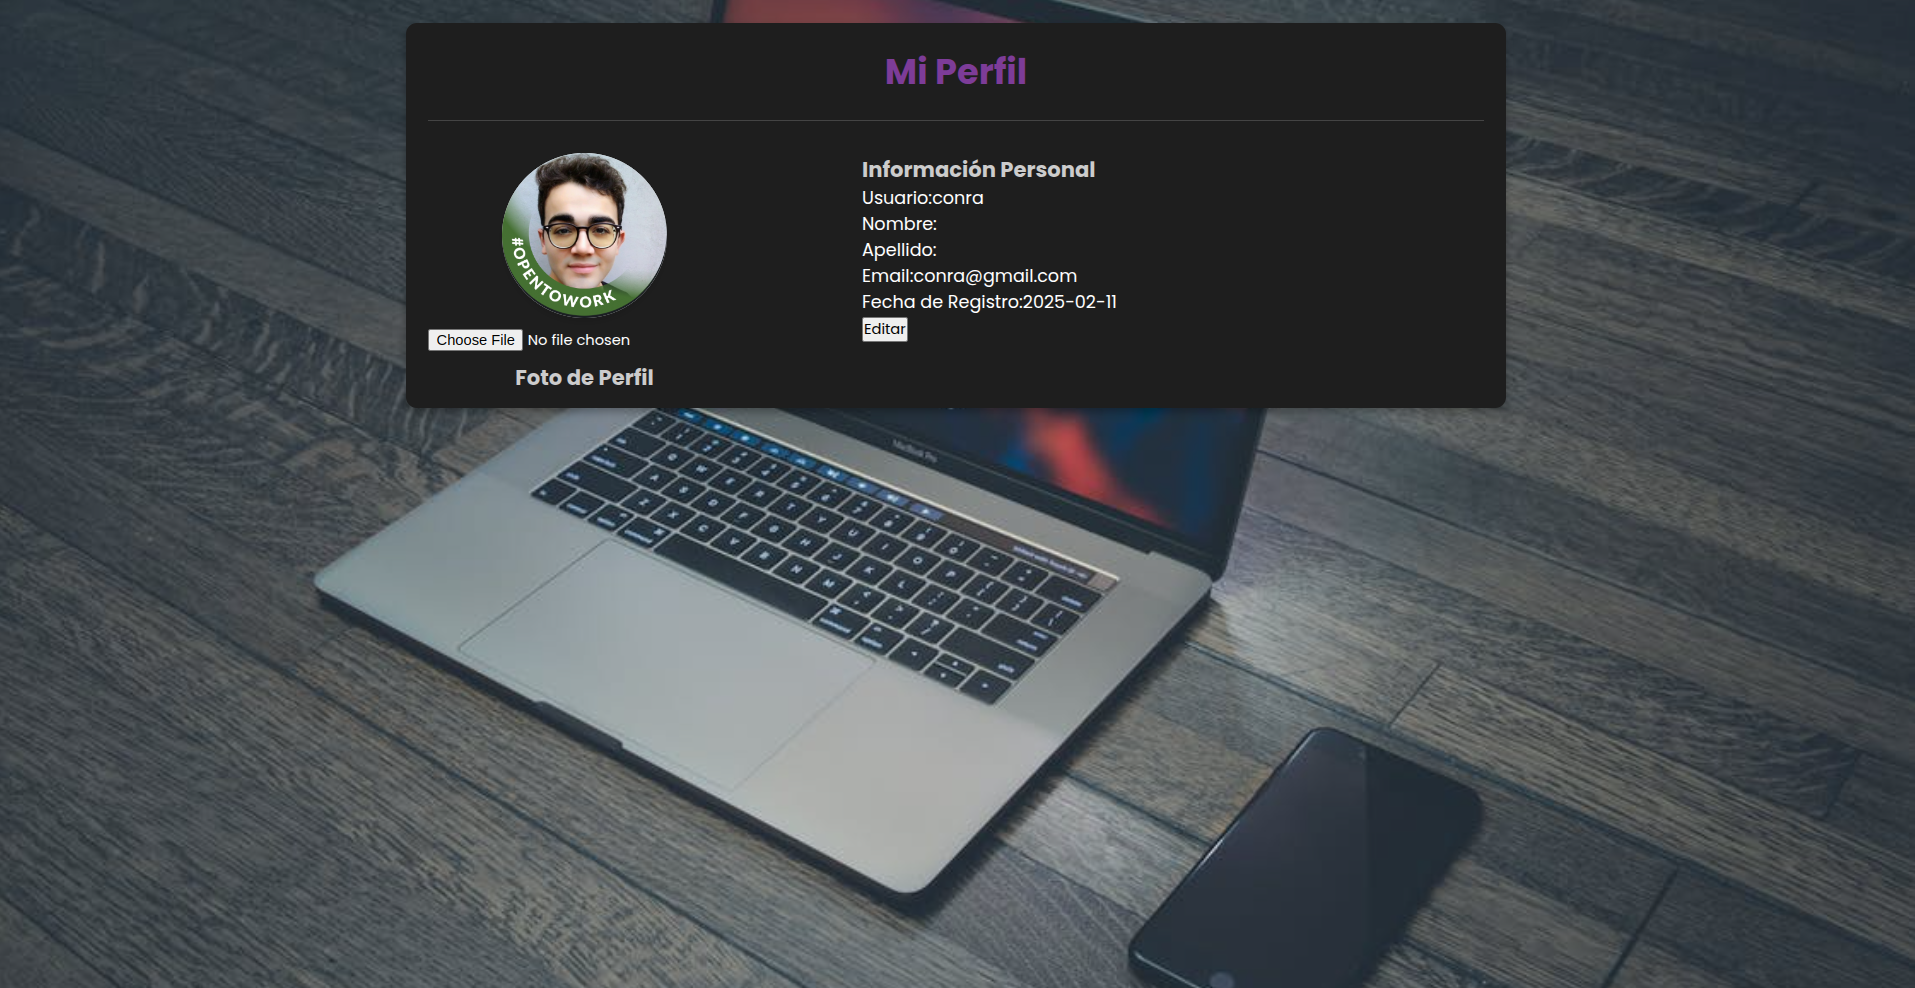 Mi Perfil
#OPENTOWORK
Choose File No file chosen
Foto de Perfil
Información Personal
Usuario:conra
Nombre:
Apellido:
Email:conra@gmail.com
Fecha de Registro:2025-02-11
Editar
MacBook Pro